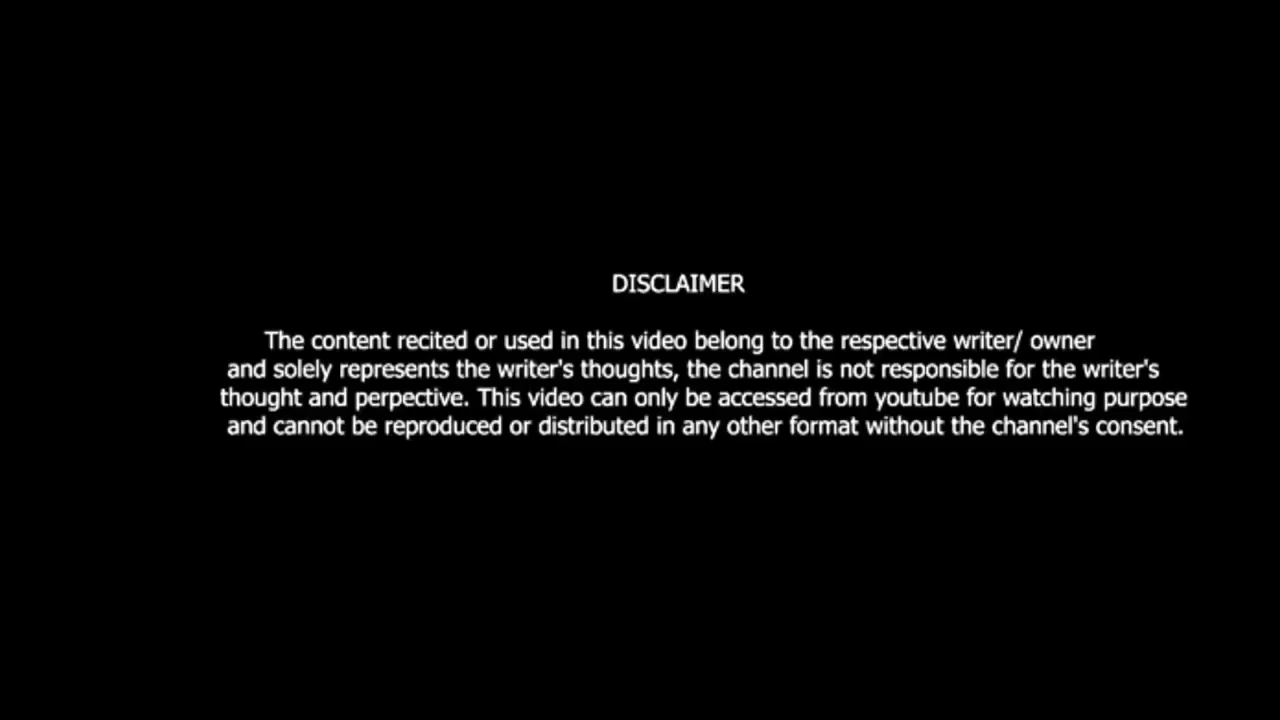 DISCLAIMER
The content recited or used in this video belong to the respective writer/ owner
and solely represents the writer's thoughts, the channel is not responsible for the writer's
thought and perpective. This video can only be accessed from youtube for watching purpose
and cannot be reproduced or distributed in any other format without the channel's consent.